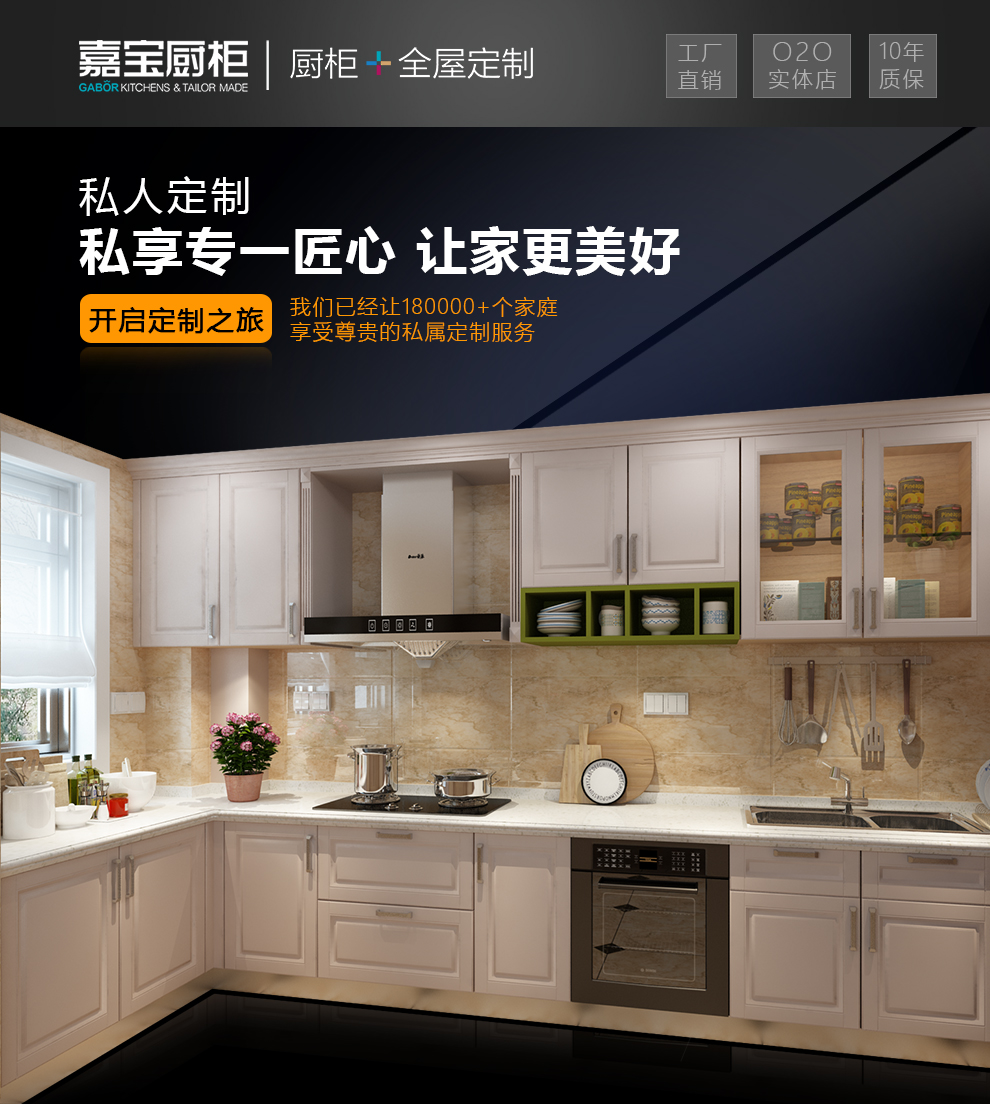 嘉宝厨柜
GABÖR KITCHENS & TAILOR MADE
厨柜+全屋定制
工厂
直销
O2O
实体店
10年
质保
私人定制
私享专一匠心 让家更美好
开启定制之旅
我们已经让180000+个家庭
享受尊贵的私属定制服务